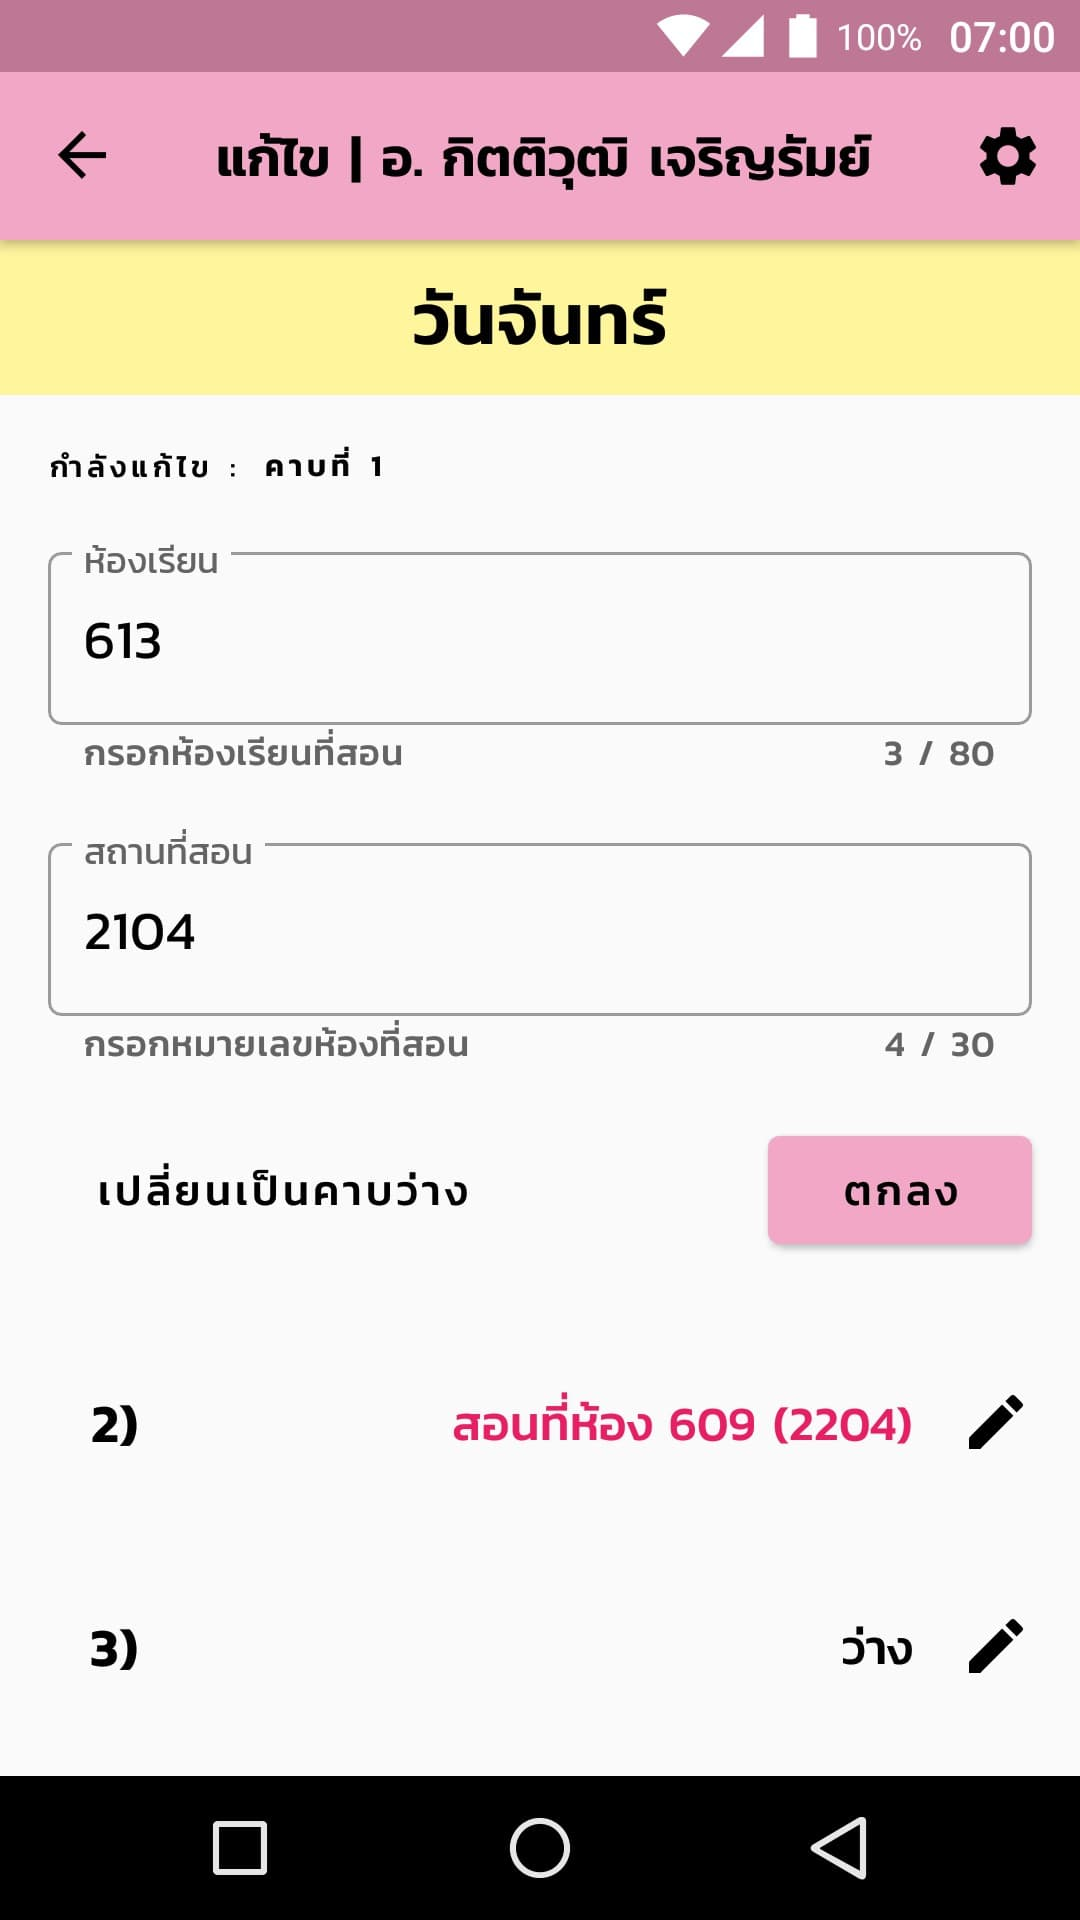 100% 07:00
แก้ไข | อ. กิตติวุฒิ เจริญรัมย์
วันจันทร์
กำลังแก้ไข : คาบที่ 1
ห้องเรียน
613
กรอกห้องเรียนที่สอน 3 / 80
สถานที่สอน
2104
กรอกหมายเลขห้องที่สอน 4 / 30
เปลี่ยนเป็นคาบว่าง ตกลง
2) สอนที่ห้อง 609 (2204)
3) ว่าง